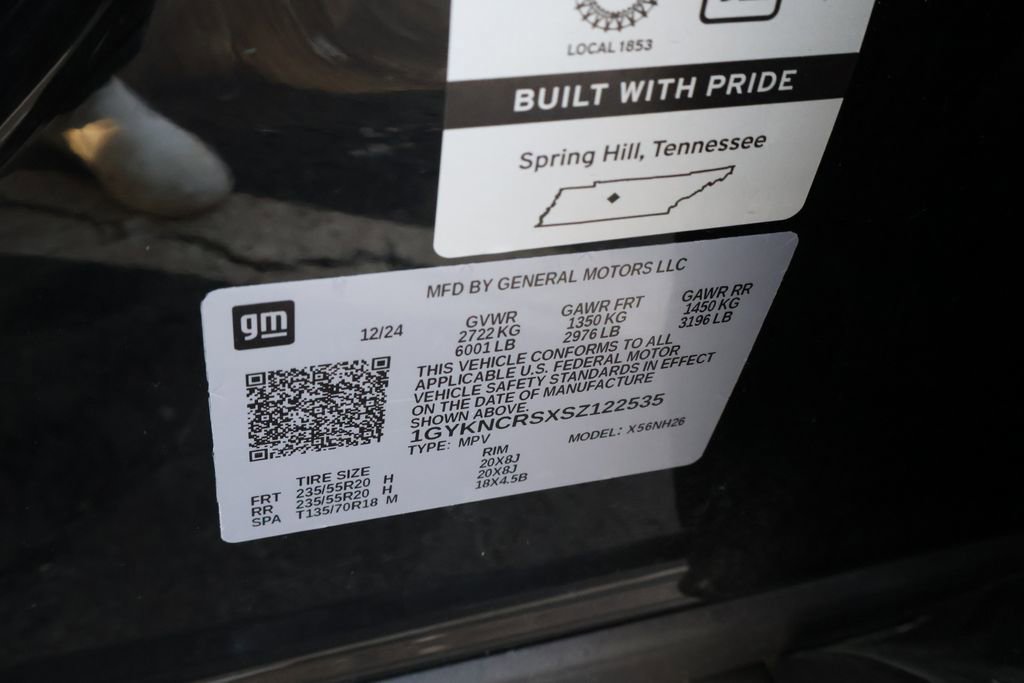 LOCAL 1853
BUILT WITH PRIDE
Spring Hill, Tennessee
MFD BY GENERAL MOTORS LLC
gm
12/24
GVWR
2722 KG
6001 LB
GAWR FRT
1350 KG
2976 LB
GAWR RR
1450 KG
3196 LB
THIS VEHICLE CONFORMS TO ALL
APPLICABLE U.S. FEDERAL MOTOR
VEHICLE SAFETY STANDARDS IN EFFECT
ON THE DATE OF MANUFACTURE
SHOWN ABOVE.
1GYKNCRSXSZ122535
TYPE: MPV
MODEL: X56NH26
TIRE SIZE RIM
FRT 235/55R20 H 20X8J
RR 235/55R20 H 20X8J
SPA T135/70R18 M 18X4.5B